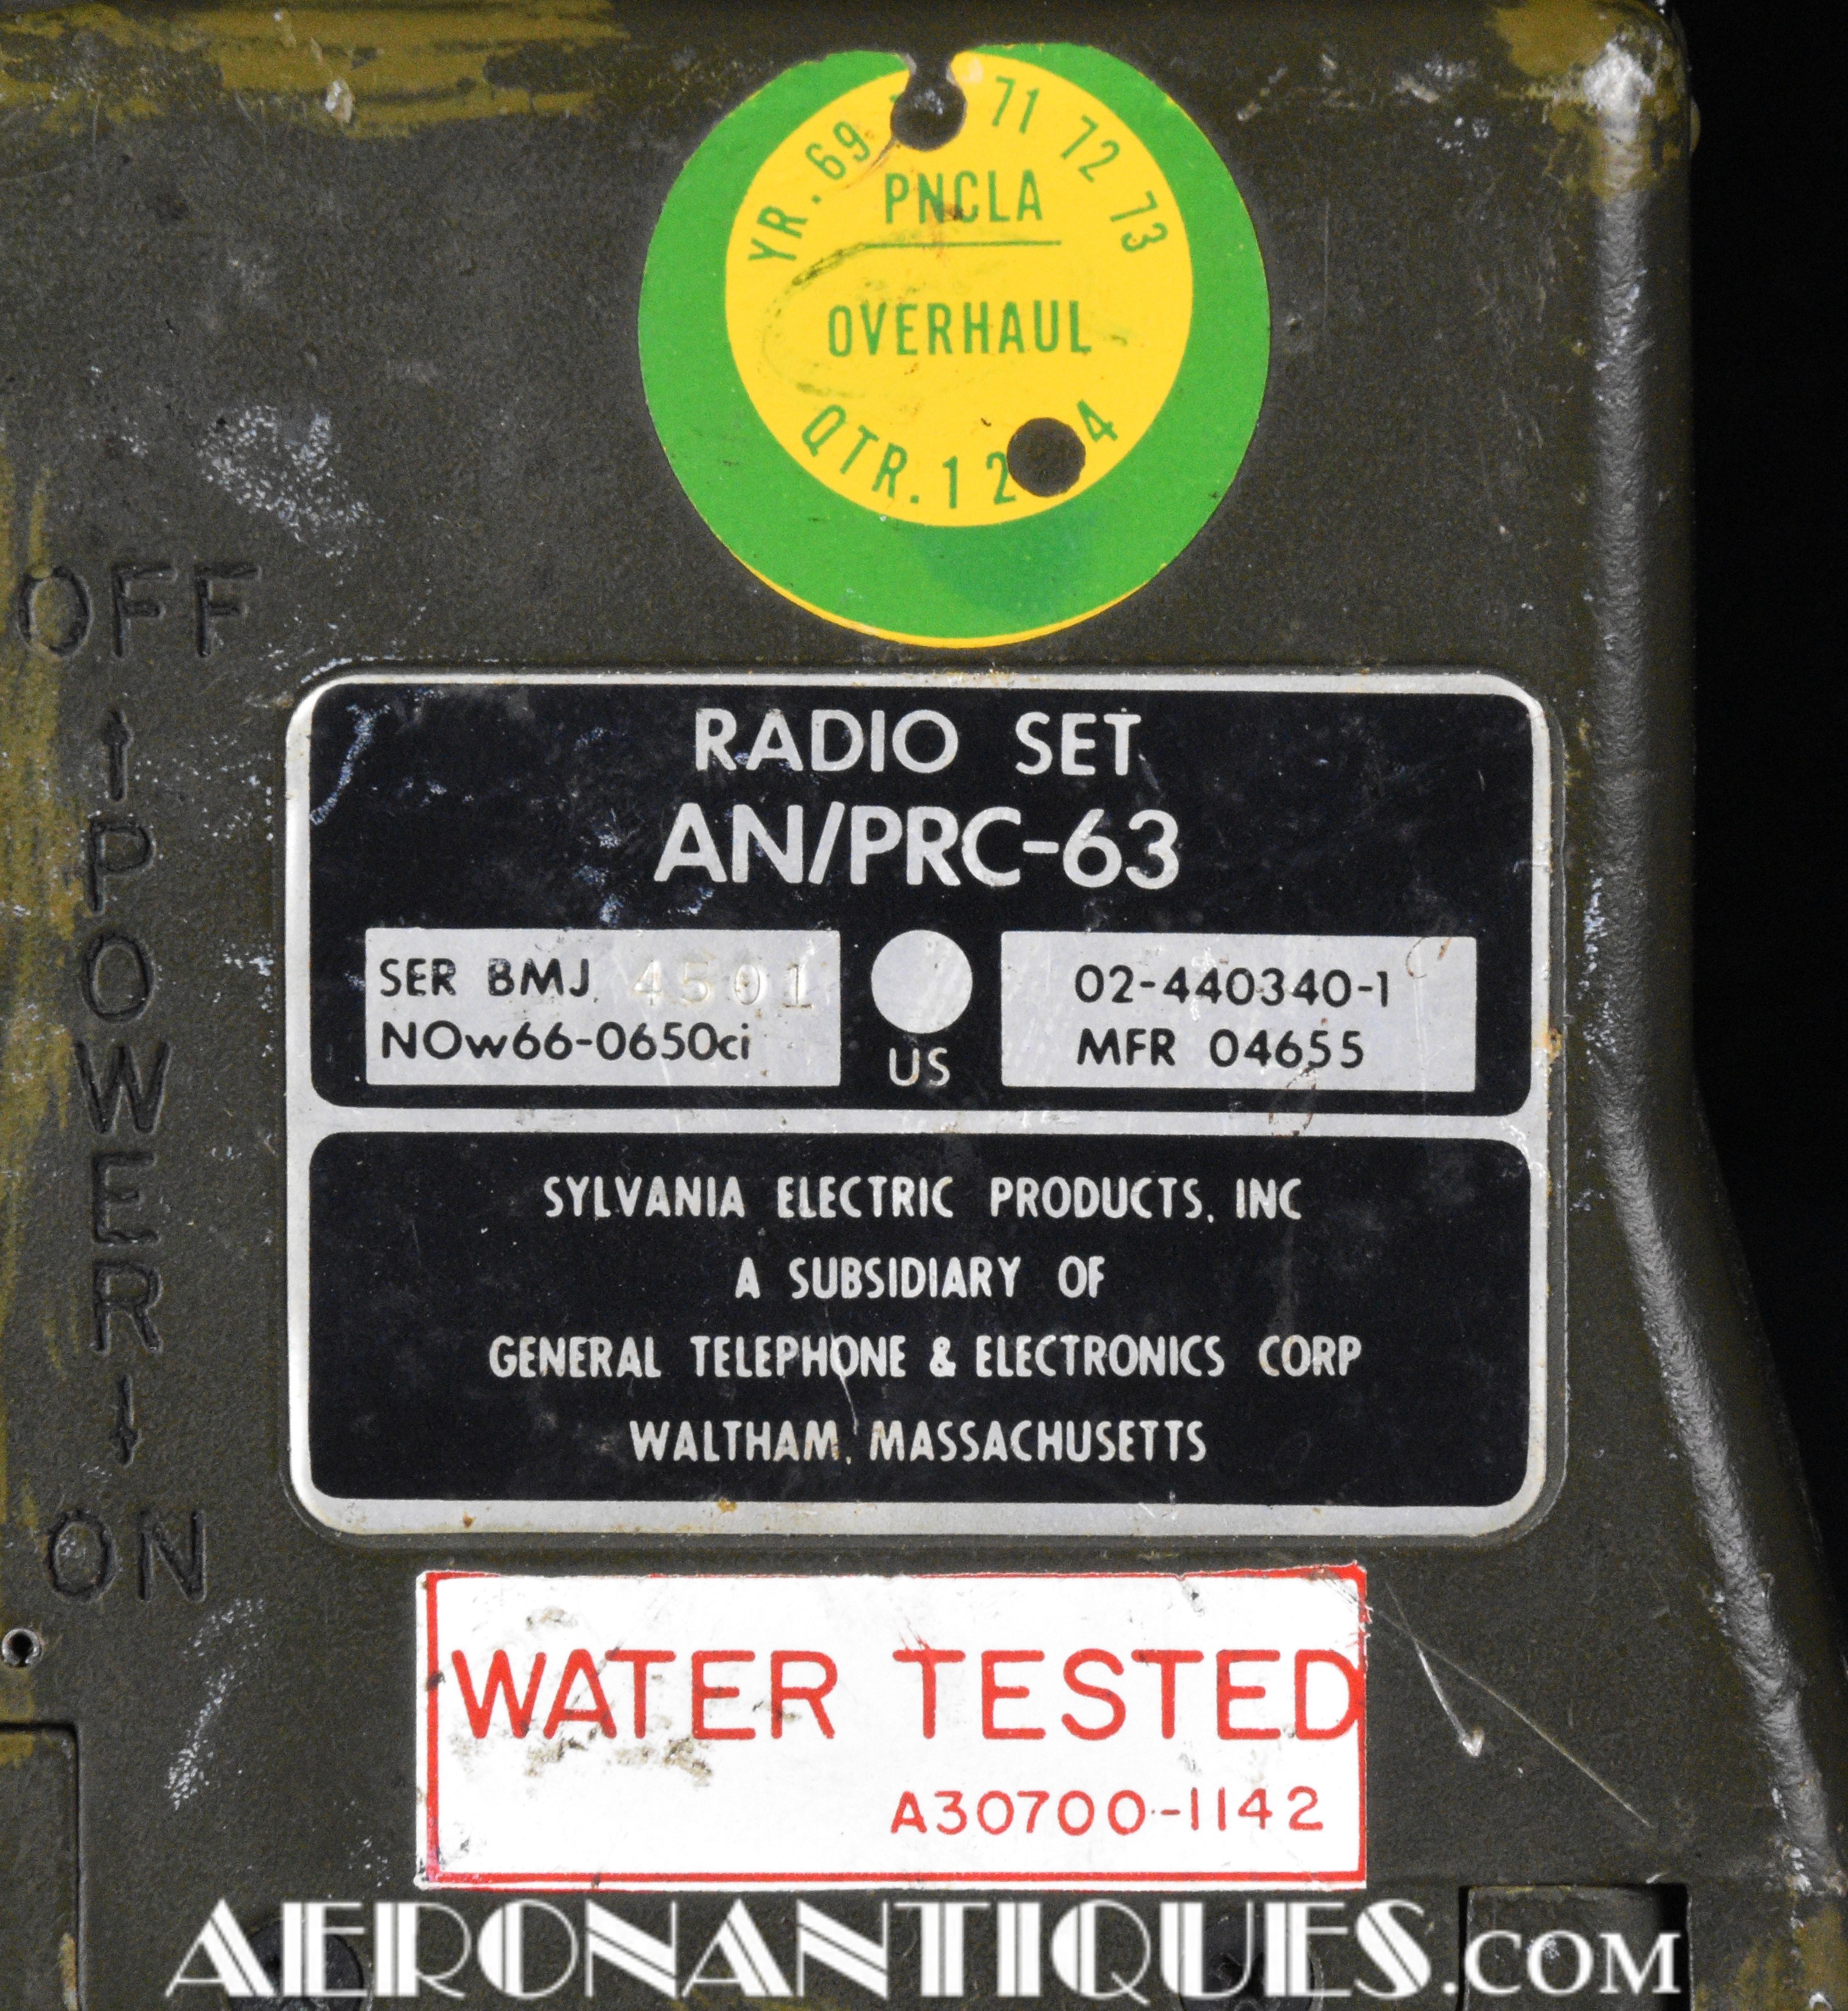 YR. 69 71 72 73
PNCLA
OVERHAUL
QTR. 1 2 4
OFF
POWER
ON
RADIO SET
AN/PRC-63
SER BMJ 4501
NOw66-0650ci
US
02-440340-1
MFR 04655
SYLVANIA ELECTRIC PRODUCTS, INC
A SUBSIDIARY OF
GENERAL TELEPHONE & ELECTRONICS CORP
WALTHAM, MASSACHUSETTS
WATER TESTED
A30700-1142
AERONANTIQUES.COM